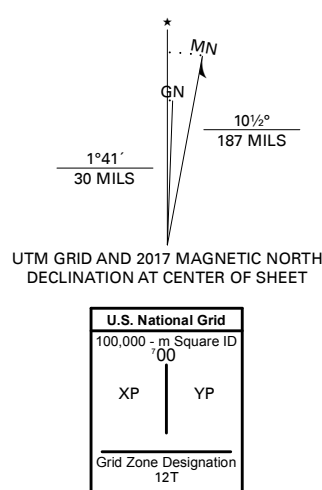 ★
MN
GN
10½°
187 MILS
1°41´
30 MILS
UTM GRID AND 2017 MAGNETIC NORTH
DECLINATION AT CENTER OF SHEET
U.S. National Grid
100,000 - m Square ID
⁷00
XP YP
Grid Zone Designation
12T